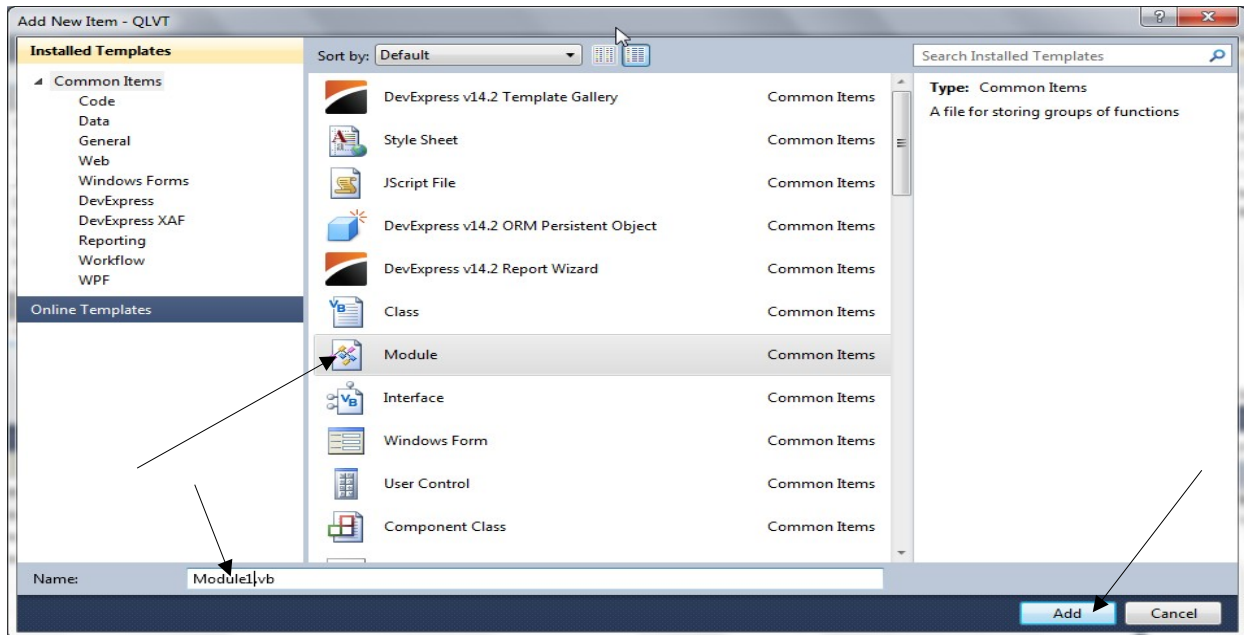 Add New Item - QLVT
Installed Templates
Common Items
Code
Data
General
Web
Windows Forms
DevExpress
DevExpress XAF
Reporting
Workflow
WPF
Online Templates
Sort by: Default
DevExpress v14.2 Template Gallery Common Items
Style Sheet Common Items
JScript File Common Items
DevExpress v14.2 ORM Persistent Object Common Items
DevExpress v14.2 Report Wizard Common Items
Class Common Items
Module Common Items
Interface Common Items
Windows Form Common Items
User Control Common Items
Component Class Common Items
Search Installed Templates
Type: Common Items
A file for storing groups of functions
Name: Module1.vb
Add Cancel